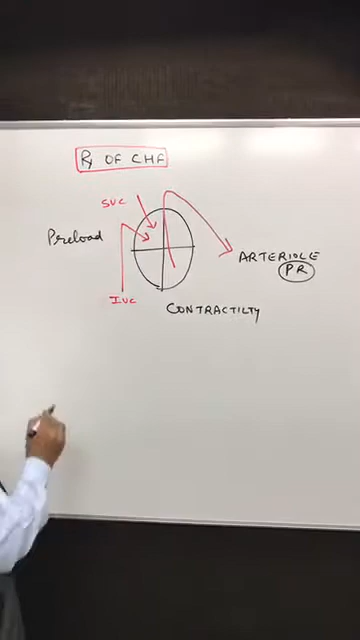 Rx OF CHF
SVC
Preload
ARTERIOLE
PR
IVC
CONTRACTILTY